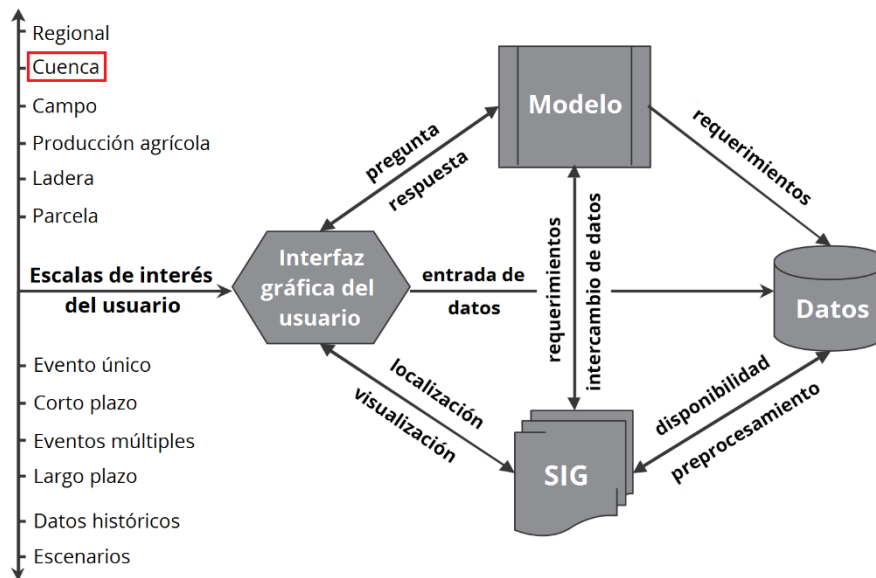 Regional
Cuenca
Campo
Producción agrícola
Ladera
Parcela
Escalas de interés
del usuario
Evento único
Corto plazo
Eventos múltiples
Largo plazo
Datos históricos
Escenarios
Interfaz
gráfica del
usuario
pregunta
respuesta
Modelo
requerimientos
entrada de
datos
requerimientos
intercambio de datos
Datos
localización
visualización
SIG
disponibilidad
preprocesamiento